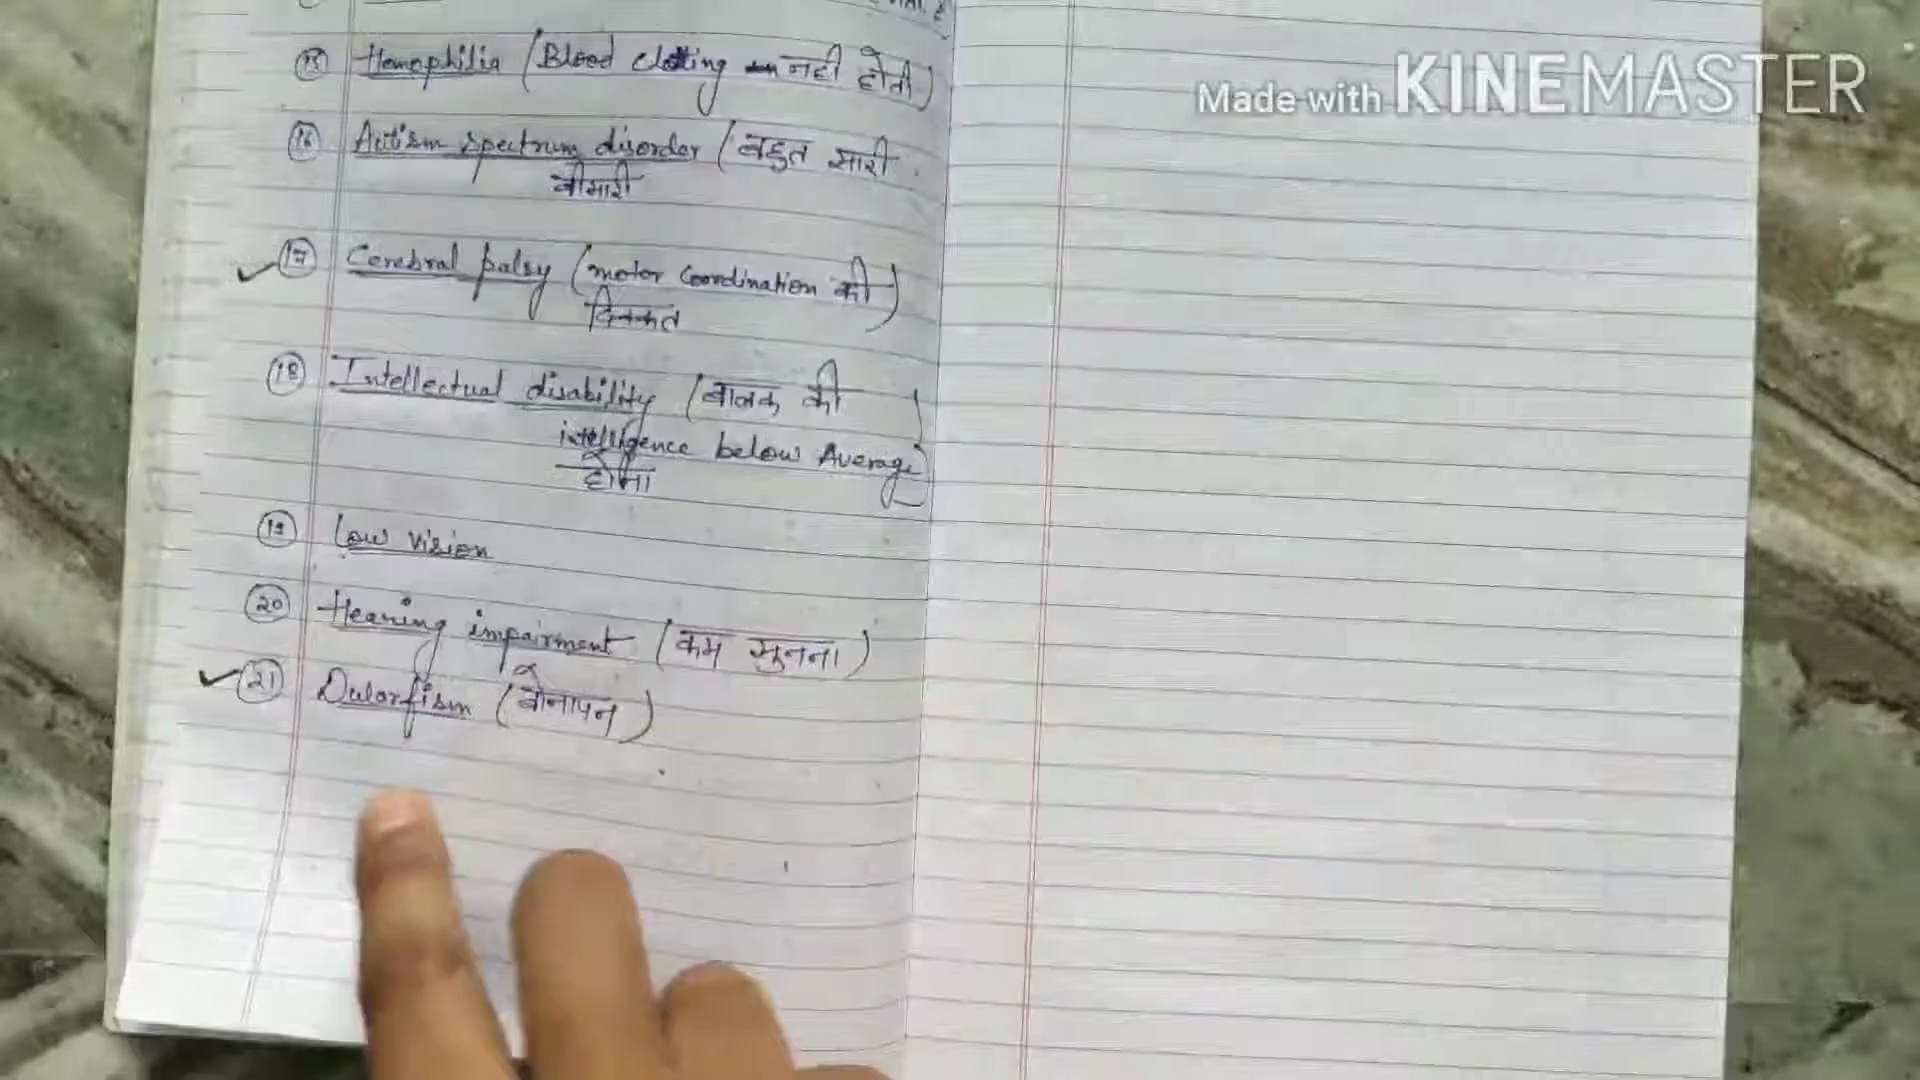 15 Hemophilia (Blood clotting नही होती)
16 Autism spectrum disorder (बहुत सारी
बीमारी
17 Cerebral palsy (motor coordination की)
दिक्कत
18 Intellectual disability (बालक की
intelligence below Average)
होना
19 Low vision
20 Hearing impairment (कम सुनना)
21 Dwarfism (बौनापन)
Made with KINEMASTER